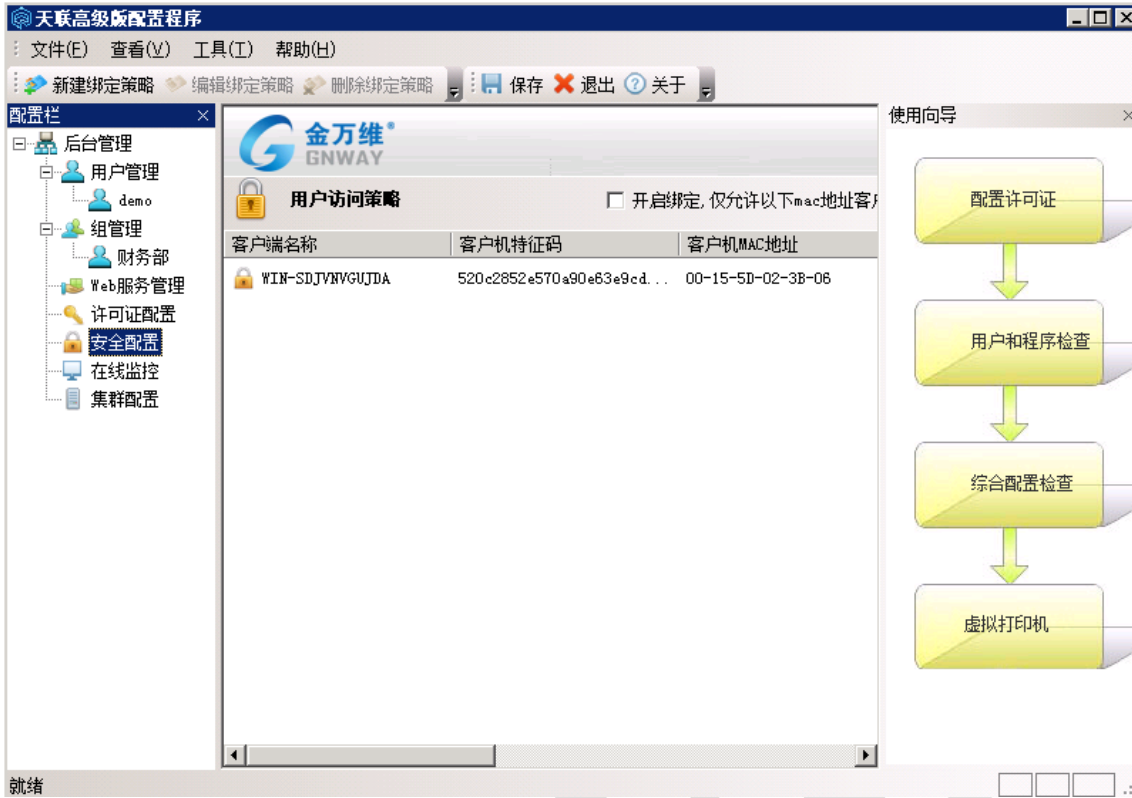 天联高级版配置程序
文件(F) 查看(V) 工具(T) 帮助(H)
新建绑定策略 编辑绑定策略 删除绑定策略 保存 退出 关于
配置栏
后台管理
用户管理
demo
组管理
财务部
Web服务管理
许可证配置
安全配置
在线监控
集群配置
金万维®
GNWAY
用户访问策略 开启绑定,仅允许以下mac地址客户
客户端名称 客户机特征码 客户机MAC地址
WIN-SDJVNVGUJDA 520c2852e570a90e63e9cd... 00-15-5D-02-3B-06
使用向导
配置许可证
用户和程序检查
综合配置检查
虚拟打印机
就绪